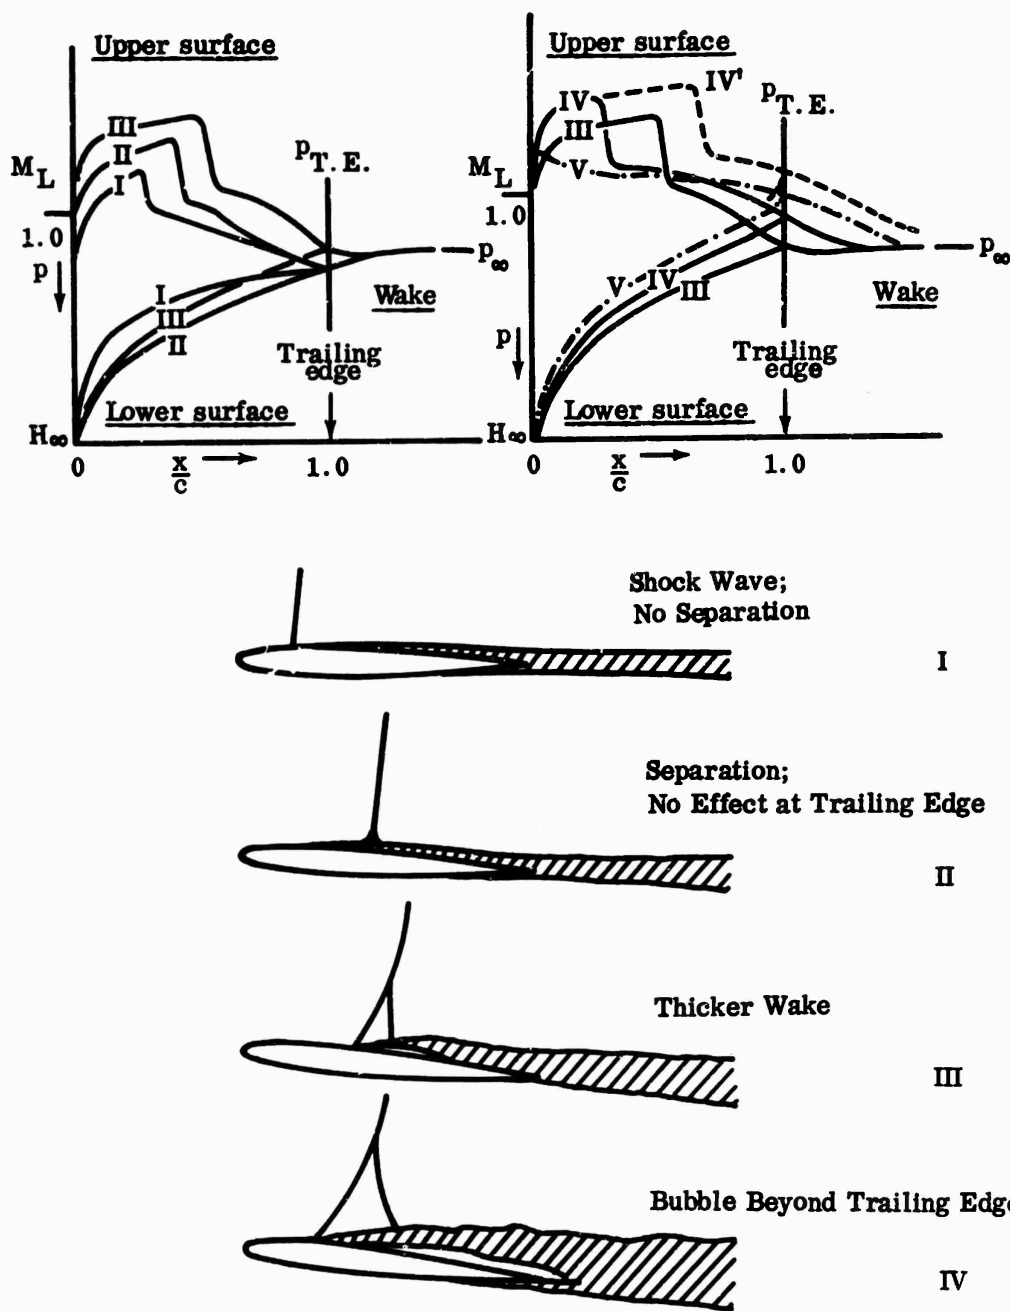 Upper surface
III
II
I
M_L
1.0
p
p_T.E.
p_∞
I
III
II
Wake
Trailing
edge
Lower surface
H_∞
0
x/c
1.0
Upper surface
IV'
IV
III
V
M_L
1.0
p_T.E.
p_∞
V
IV
III
Wake
p
Trailing
edge
Lower surface
H_∞
0
x/c
1.0
Shock Wave;
No Separation
I
Separation;
No Effect at Trailing Edge
II
Thicker Wake
III
Bubble Beyond Trailing Edge
IV